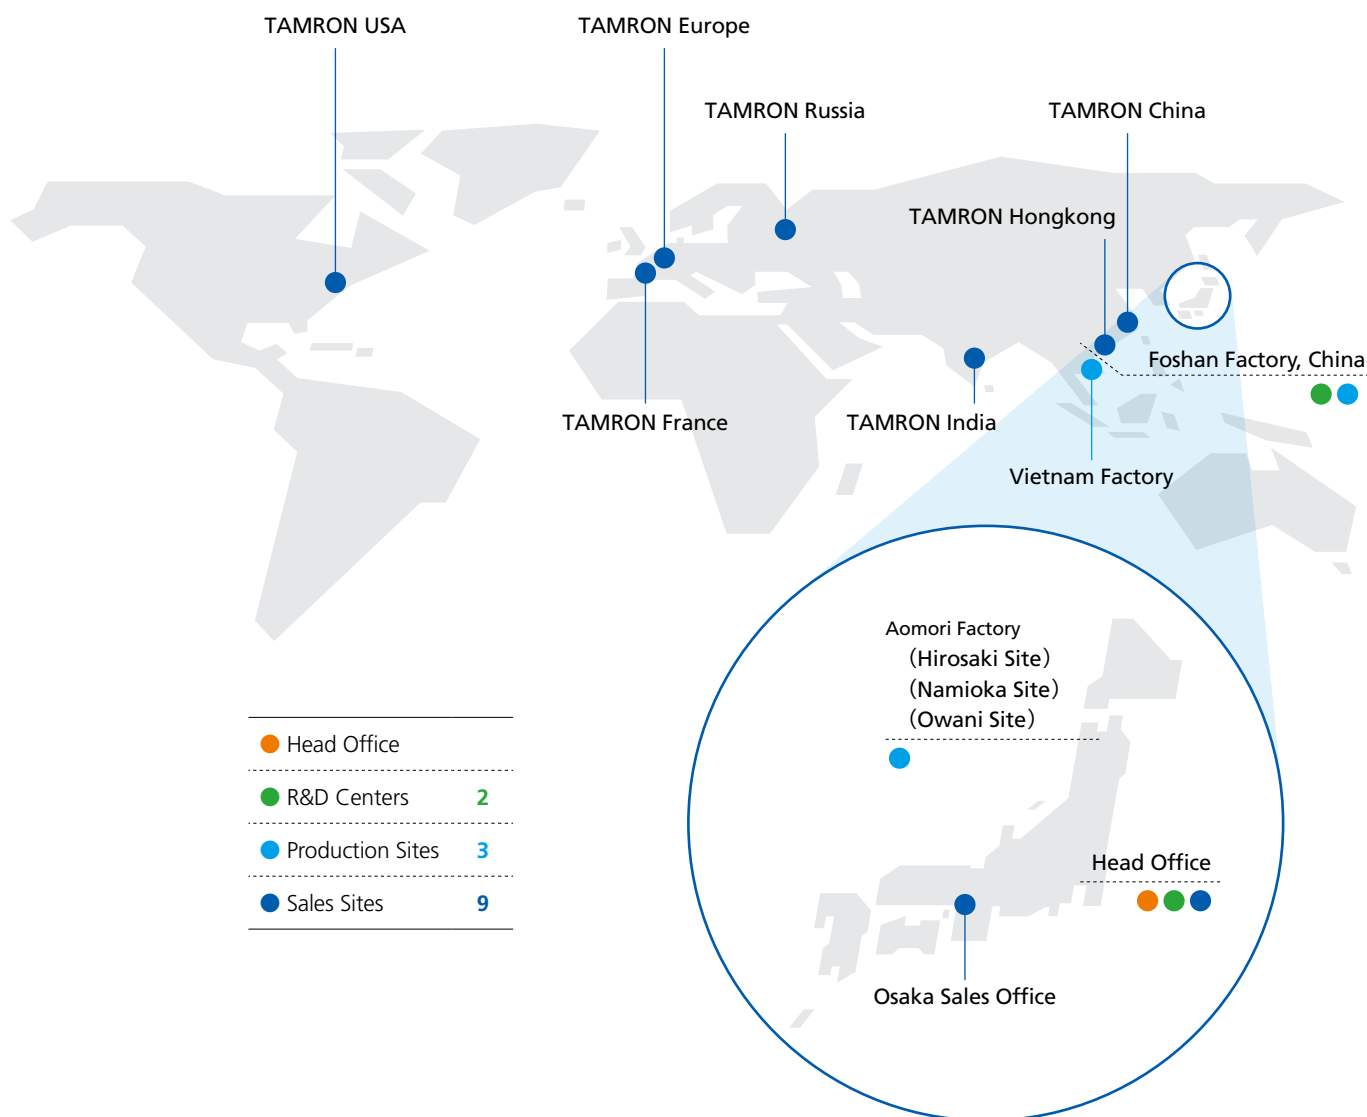 TAMRON USA
TAMRON Europe
TAMRON Russia
TAMRON China
TAMRON Hongkong
Foshan Factory, China
TAMRON France
TAMRON India
Vietnam Factory
Aomori Factory
（Hirosaki Site）
（Namioka Site）
（Owani Site）
Head Office
R&D Centers 2
Production Sites 3
Sales Sites 9
Head Office
Osaka Sales Office